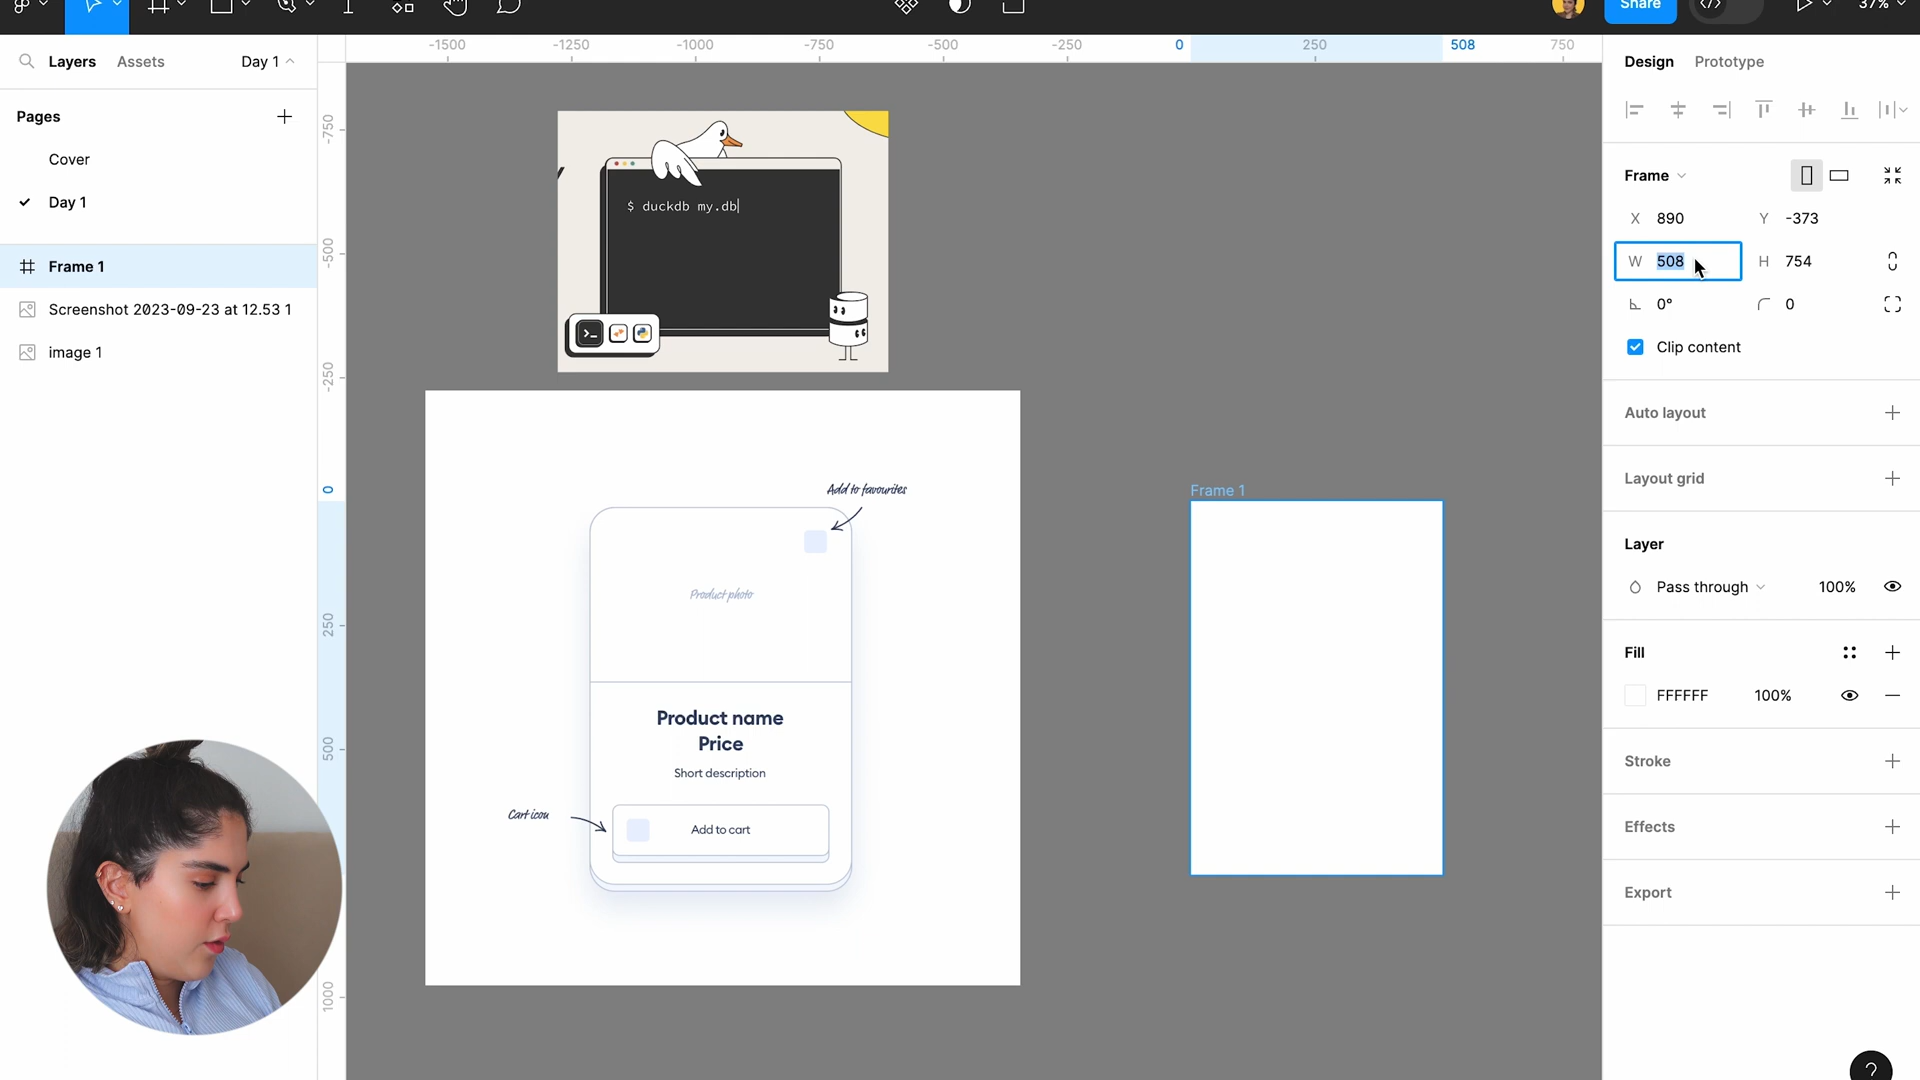 Share
37%
Layers
Assets
Day 1
-1500
-1250
-1000
-750
-500
-250
0
250
508
750
Design
Prototype
Pages
Cover
Day 1
Frame 1
Screenshot 2023-09-23 at 12.53 1
image 1
-750
-500
-250
0
250
500
1000
$ duckdb my.db
>_
Add to favourites
Product photo
Product name
Price
Short description
Cart icon
Add to cart
Frame 1
Frame
X 890
Y -373
W 508
H 754
0°
0
Clip content
Auto layout
Layout grid
Layer
Pass through
100%
Fill
FFFFFF
100%
Stroke
Effects
Export
?